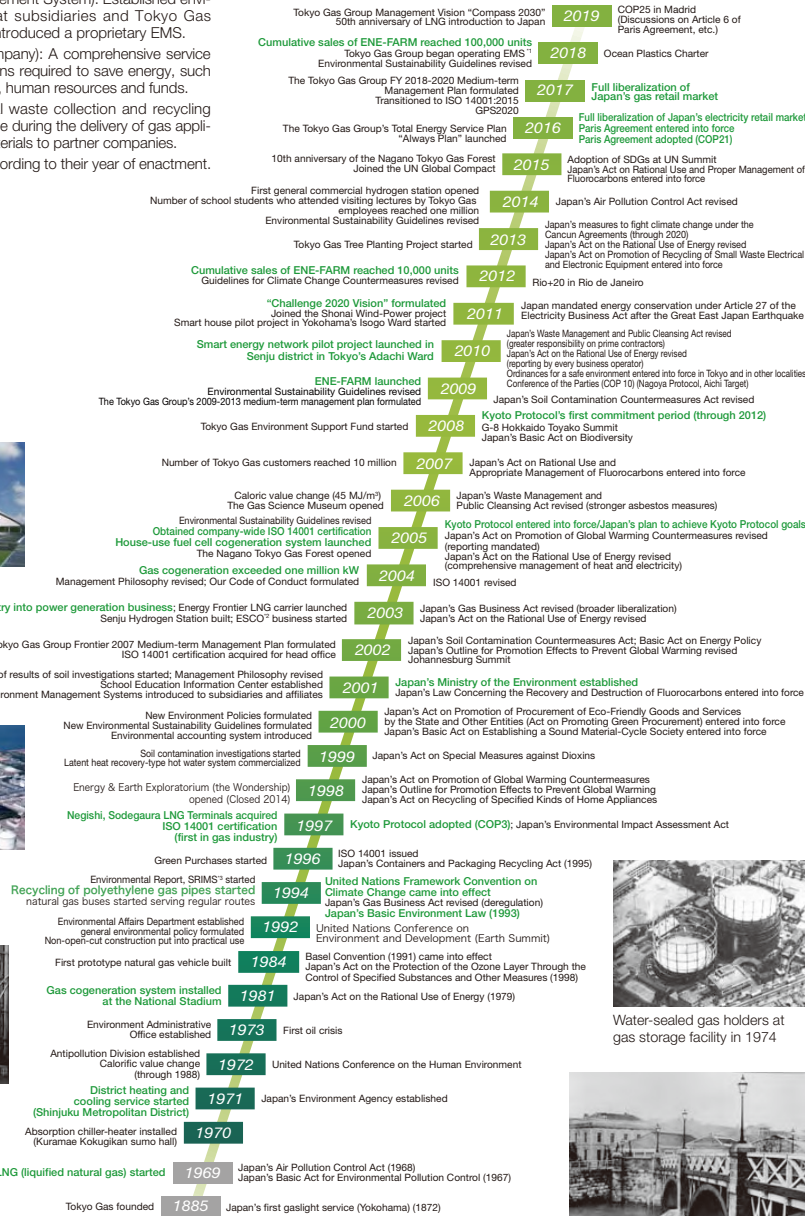 ement System): Established envi-
at subsidiaries and Tokyo Gas
ntroduced a proprietary EMS.
mpany): A comprehensive service
ns required to save energy, such
, human resources and funds.
al waste collection and recycling
e during the delivery of gas appli-
erials to partner companies.
ording to their year of enactment.
Tokyo Gas Group Management Vision “Compass 2030”
50th anniversary of LNG introduction to Japan
2019
COP25 in Madrid
(Discussions on Article 6 of
Paris Agreement, etc.)
Cumulative sales of ENE-FARM reached 100,000 units
Tokyo Gas Group began operating EMS*1
Environmental Sustainability Guidelines revised
2018
Ocean Plastics Charter
The Tokyo Gas Group FY 2018-2020 Medium-term
Management Plan formulated
Transitioned to ISO 14001:2015
GPS2020
2017
Full liberalization of
Japan’s gas retail market
The Tokyo Gas Group’s Total Energy Service Plan
“Always Plan” launched
2016
Full liberalization of Japan’s electricity retail market
Paris Agreement entered into force
Paris Agreement adopted (COP21)
10th anniversary of the Nagano Tokyo Gas Forest
Joined the UN Global Compact
2015
Adoption of SDGs at UN Summit
Japan’s Act on Rational Use and Proper Management of
Fluorocarbons entered into force
First general commercial hydrogen station opened
Number of school students who attended visiting lectures by Tokyo Gas
employees reached one million
Environmental Sustainability Guidelines revised
2014
Japan’s Air Pollution Control Act revised
Tokyo Gas Tree Planting Project started
2013
Japan’s measures to fight climate change under the
Cancun Agreements (through 2020)
Japan’s Act on the Rational Use of Energy revised
Japan’s Act on Promotion of Recycling of Small Waste Electrical
and Electronic Equipment entered into force
Cumulative sales of ENE-FARM reached 10,000 units
Guidelines for Climate Change Countermeasures revised
2012
Rio+20 in Rio de Janeiro
“Challenge 2020 Vision” formulated
Joined the Shonai Wind-Power project
Smart house pilot project in Yokohama’s Isogo Ward started
2011
Japan mandated energy conservation under Article 27 of the
Electricity Business Act after the Great East Japan Earthquake
Smart energy network pilot project launched in
Senju district in Tokyo’s Adachi Ward
2010
Japan’s Waste Management and Public Cleansing Act revised
(greater responsibility on prime contractors)
Japan’s Act on the Rational Use of Energy revised
(reporting by every business operator)
Ordinances for a safe environment entered into force in Tokyo and in other localities
Conference of the Parties (COP 10) (Nagoya Protocol, Aichi Target)
ENE-FARM launched
Environmental Sustainability Guidelines revised
The Tokyo Gas Group’s 2009-2013 medium-term management plan formulated
2009
Japan’s Soil Contamination Countermeasures Act revised
Tokyo Gas Environment Support Fund started
2008
Kyoto Protocol’s first commitment period (through 2012)
G-8 Hokkaido Toyako Summit
Japan’s Basic Act on Biodiversity
Number of Tokyo Gas customers reached 10 million
2007
Japan’s Act on Rational Use and
Appropriate Management of Fluorocarbons entered into force
Caloric value change (45 MJ/m³)
The Gas Science Museum opened
2006
Japan’s Waste Management and
Public Cleansing Act revised (stronger asbestos measures)
Environmental Sustainability Guidelines revised
Obtained company-wide ISO 14001 certification
House-use fuel cell cogeneration system launched
The Nagano Tokyo Gas Forest opened
2005
Kyoto Protocol entered into force/Japan’s plan to achieve Kyoto Protocol goals
Japan’s Act on Promotion of Global Warming Countermeasures revised
(reporting mandated)
Japan’s Act on the Rational Use of Energy revised
(comprehensive management of heat and electricity)
Gas cogeneration exceeded one million kW
Management Philosophy revised; Our Code of Conduct formulated
2004
ISO 14001 revised
try into power generation business; Energy Frontier LNG carrier launched
Senju Hydrogen Station built; ESCO*2 business started
2003
Japan’s Gas Business Act revised (broader liberalization)
Japan’s Act on the Rational Use of Energy revised
okyo Gas Group Frontier 2007 Medium-term Management Plan formulated
ISO 14001 certification acquired for head office
2002
Japan’s Soil Contamination Countermeasures Act; Basic Act on Energy Policy
Japan’s Outline for Promotion Effects to Prevent Global Warming revised
Johannesburg Summit
of results of soil investigations started; Management Philosophy revised
School Education Information Center established
ironment Management Systems introduced to subsidiaries and affiliates
2001
Japan’s Ministry of the Environment established
Japan’s Law Concerning the Recovery and Destruction of Fluorocarbons entered into force
New Environment Policies formulated
New Environmental Sustainability Guidelines formulated
Environmental accounting system introduced
2000
Japan’s Act on Promotion of Procurement of Eco-Friendly Goods and Services
by the State and Other Entities (Act on Promoting Green Procurement) entered into force
Japan’s Basic Act on Establishing a Sound Material-Cycle Society entered into force
Soil contamination investigations started
Latent heat recovery-type hot water system commercialized
1999
Japan’s Act on Special Measures against Dioxins
Energy & Earth Exploratorium (the Wondership)
opened (Closed 2014)
1998
Japan’s Act on Promotion of Global Warming Countermeasures
Japan’s Outline for Promotion Effects to Prevent Global Warming
Japan’s Act on Recycling of Specified Kinds of Home Appliances
Negishi, Sodegaura LNG Terminals acquired
ISO 14001 certification
(first in gas industry)
1997
Kyoto Protocol adopted (COP3); Japan’s Environmental Impact Assessment Act
Green Purchases started
1996
ISO 14001 issued
Japan’s Containers and Packaging Recycling Act (1995)
Environmental Report, SRIMS*3 started
Recycling of polyethylene gas pipes started
natural gas buses started serving regular routes
1994
United Nations Framework Convention on
Climate Change came into effect
Japan’s Gas Business Act revised (deregulation)
Japan’s Basic Environment Law (1993)
Environmental Affairs Department established
general environmental policy formulated
Non-open-cut construction put into practical use
1992
United Nations Conference on
Environment and Development (Earth Summit)
First prototype natural gas vehicle built
1984
Basel Convention (1991) came into effect
Japan’s Act on the Protection of the Ozone Layer Through the
Control of Specified Substances and Other Measures (1998)
Gas cogeneration system installed
at the National Stadium
1981
Japan’s Act on the Rational Use of Energy (1979)
Environment Administrative
Office established
1973
First oil crisis
Antipollution Division established
Calorific value change
(through 1988)
1972
United Nations Conference on the Human Environment
District heating and
cooling service started
(Shinjuku Metropolitan District)
1971
Japan’s Environment Agency established
Absorption chiller-heater installed
(Kuramae Kokugikan sumo hall)
1970
LNG (liquified natural gas) started
1969
Japan’s Air Pollution Control Act (1968)
Japan’s Basic Act for Environmental Pollution Control (1967)
Tokyo Gas founded
1885
Japan’s first gaslight service (Yokohama) (1872)
Water-sealed gas holders at
gas storage facility in 1974